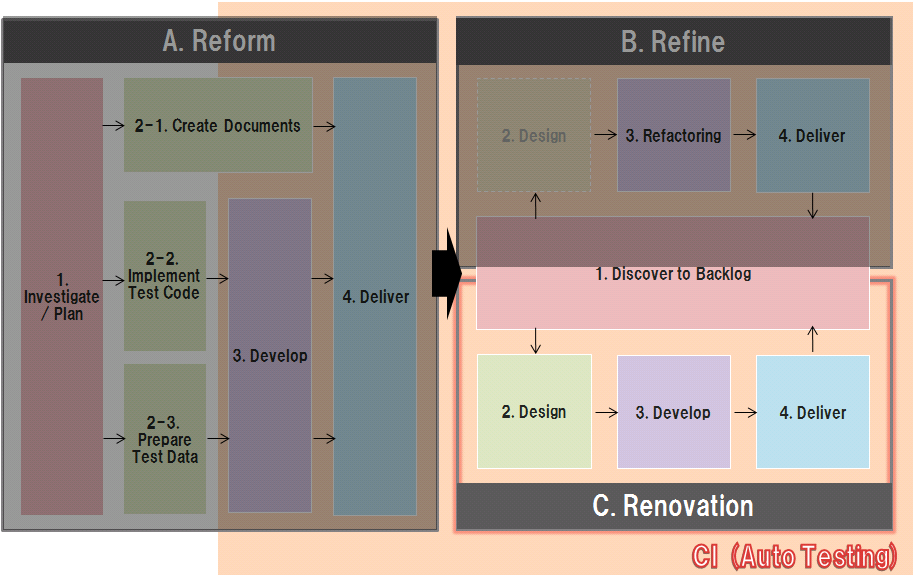 A. Reform
1.
Investigate
/ Plan
2-1. Create Documents
2-2.
Implement
Test Code
2-3.
Prepare
Test Data
3. Develop
4. Deliver
B. Refine
2. Design
3. Refactoring
4. Deliver
1. Discover to Backlog
2. Design
3. Develop
4. Deliver
C. Renovation
CI (Auto Testing)